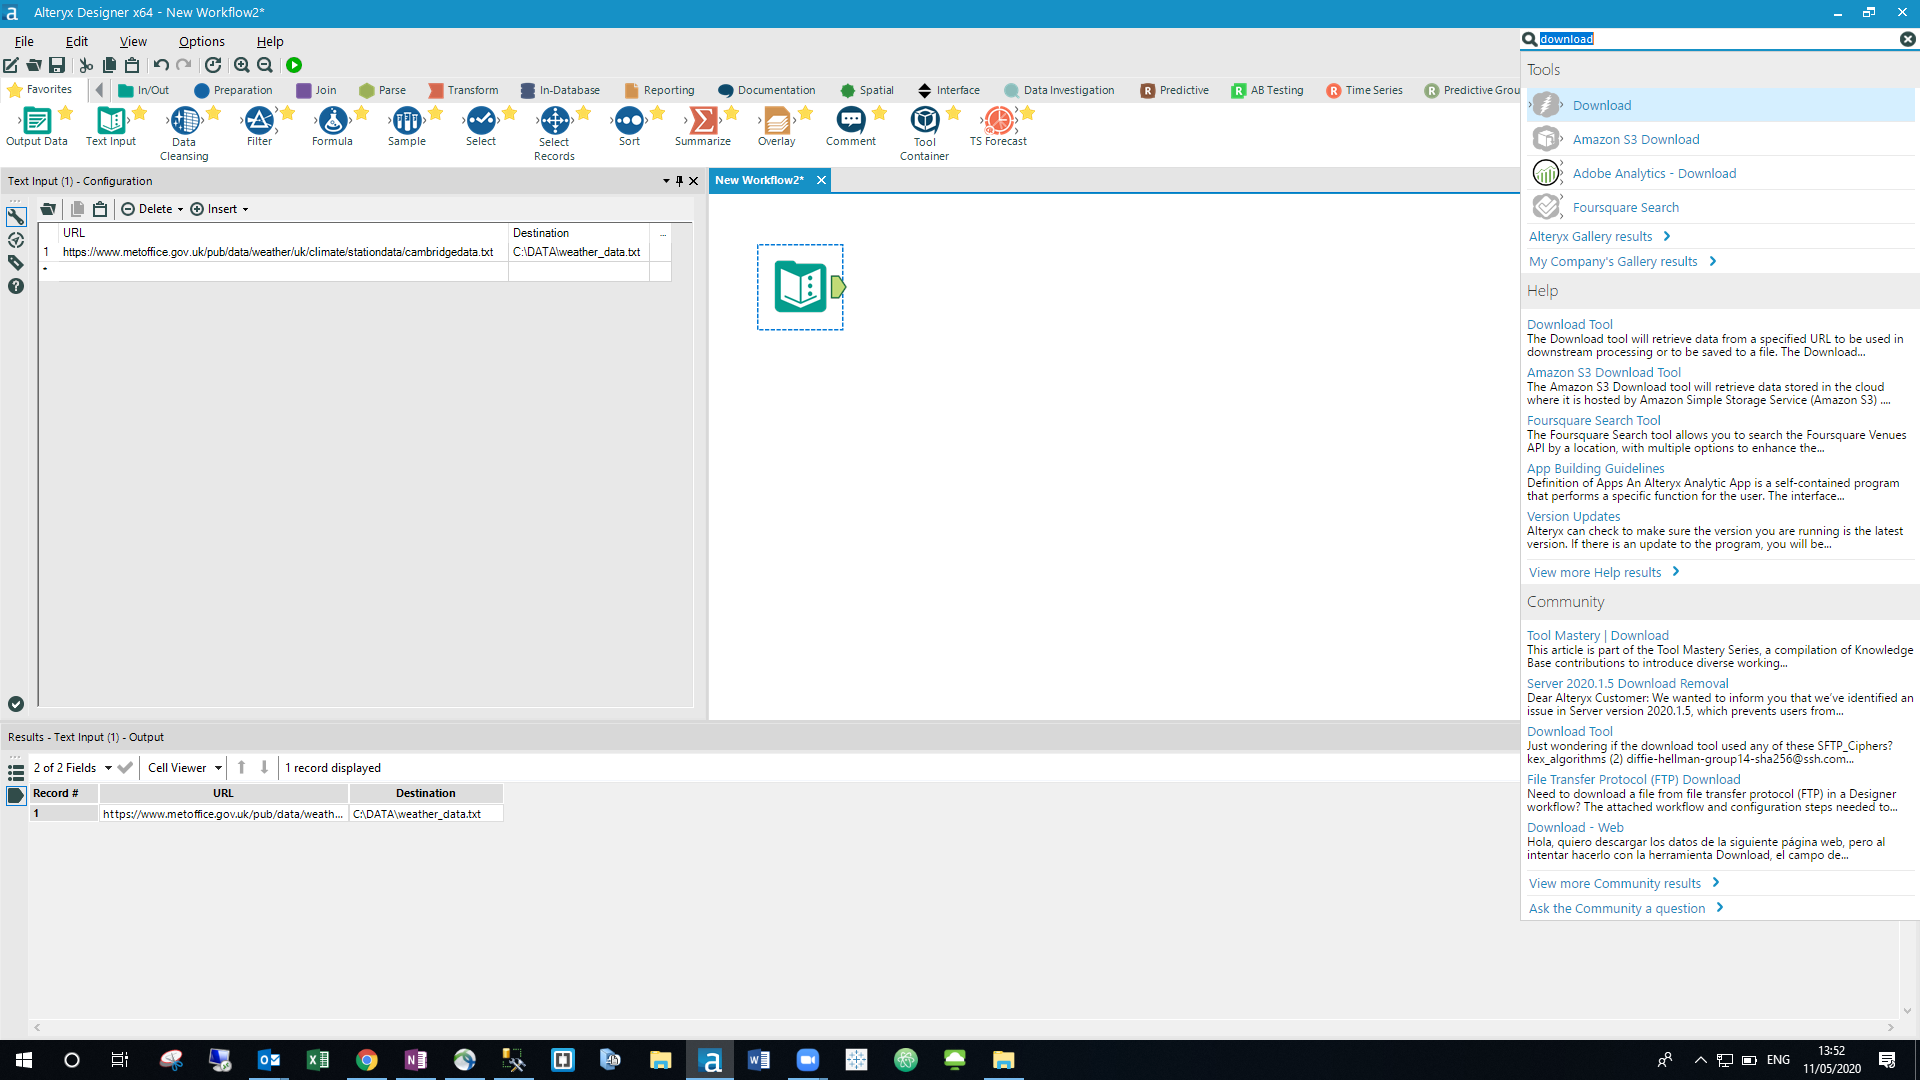 Alteryx Designer x64 - New Workflow2*
File Edit View Options Help
download
Favorites In/Out Preparation Join Parse Transform In-Database Reporting Documentation Spatial Interface Data Investigation Predictive AB Testing Time Series Predictive Grou
Output Data Text Input Data Cleansing Filter Formula Sample Select Select Records Sort Summarize Overlay Comment Tool Container TS Forecast
Text Input (1) - Configuration
Delete Insert
URL Destination ...
1 https://www.metoffice.gov.uk/pub/data/weather/uk/climate/stationdata/cambridgedata.txt C:\DATA\weather_data.txt
New Workflow2*
Results - Text Input (1) - Output
2 of 2 Fields Cell Viewer 1 record displayed
Record # URL Destination
1 https://www.metoffice.gov.uk/pub/data/weath... C:\DATA\weather_data.txt
Tools
Download
Amazon S3 Download
Adobe Analytics - Download
Foursquare Search
Alteryx Gallery results
My Company's Gallery results
Help
Download Tool
The Download tool will retrieve data from a specified URL to be used in
downstream processing or to be saved to a file. The Download...
Amazon S3 Download Tool
The Amazon S3 Download tool will retrieve data stored in the cloud
where it is hosted by Amazon Simple Storage Service (Amazon S3) ....
Foursquare Search Tool
The Foursquare Search tool allows you to search the Foursquare Venues
API by a location, with multiple options to enhance the...
App Building Guidelines
Definition of Apps An Alteryx Analytic App is a self-contained program
that performs a specific function for the user. The interface...
Version Updates
Alteryx can check to make sure the version you are running is the latest
version. If there is an update to the program, you will be...
View more Help results
Community
Tool Mastery | Download
This article is part of the Tool Mastery Series, a compilation of Knowledge
Base contributions to introduce diverse working...
Server 2020.1.5 Download Removal
Dear Alteryx Customer: We wanted to inform you that we've identified an
issue in Server version 2020.1.5, which prevents users from...
Download Tool
Just wondering if the download tool used any of these SFTP_Ciphers?
kex_algorithms (2) diffie-hellman-group14-sha256@ssh.com...
File Transfer Protocol (FTP) Download
Need to download a file from file transfer protocol (FTP) in a Designer
workflow? The attached workflow and configuration steps needed to...
Download - Web
Hola, quiero descargar los datos de la siguiente página web, pero al
intentar hacerlo con la herramienta Download, el campo de...
View more Community results
Ask the Community a question
ENG
13:52
11/05/2020